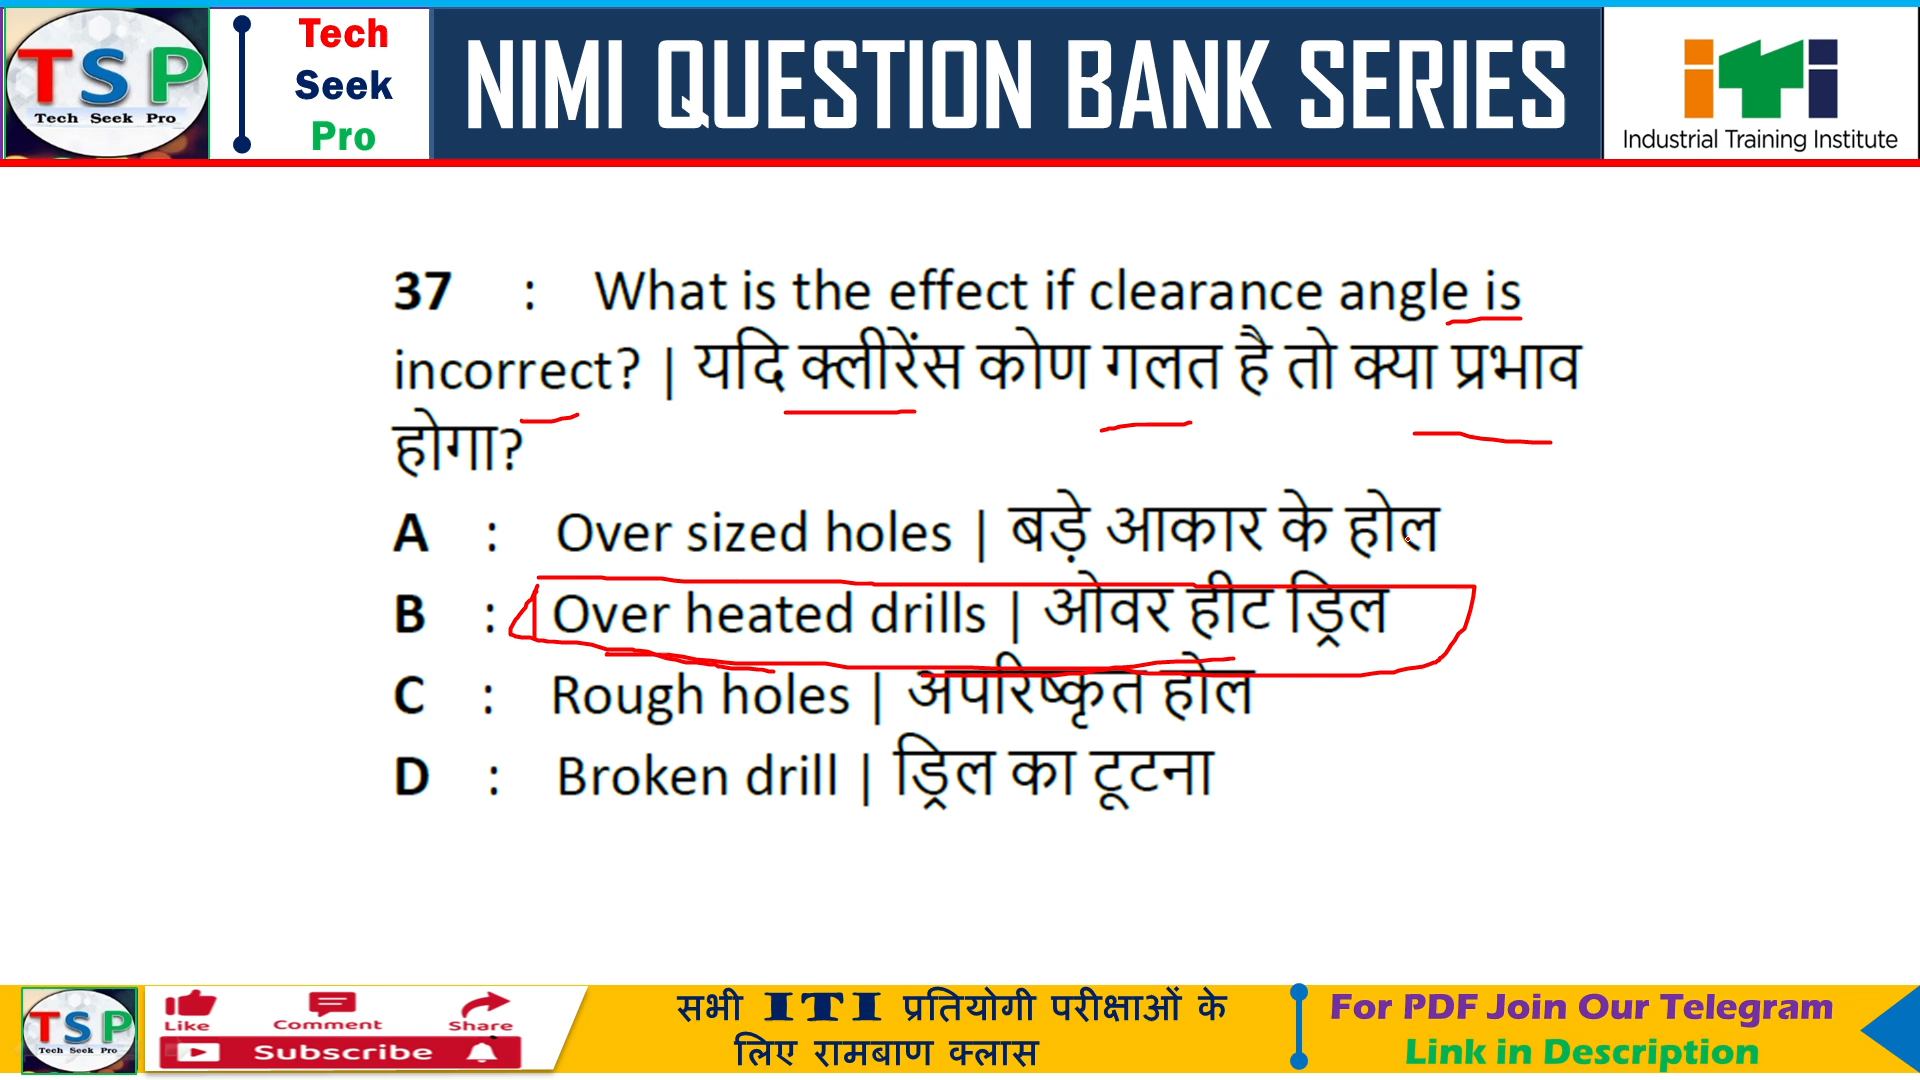 TSP
Tech Seek Pro
Tech
Seek
Pro
NIMI QUESTION BANK SERIES
iTi
Industrial Training Institute
37 : What is the effect if clearance angle is
incorrect? | यदि क्लीरेंस कोण गलत है तो क्या प्रभाव
होगा?
A : Over sized holes | बड़े आकार के होल
B : Over heated drills | ओवर हीट ड्रिल
C : Rough holes | अपरिष्कृत होल
D : Broken drill | ड्रिल का टूटना
TSP
Tech Seek Pro
Like Comment Share
Subscribe
सभी ITI प्रतियोगी परीक्षाओं के
लिए रामबाण क्लास
For PDF Join Our Telegram
Link in Description